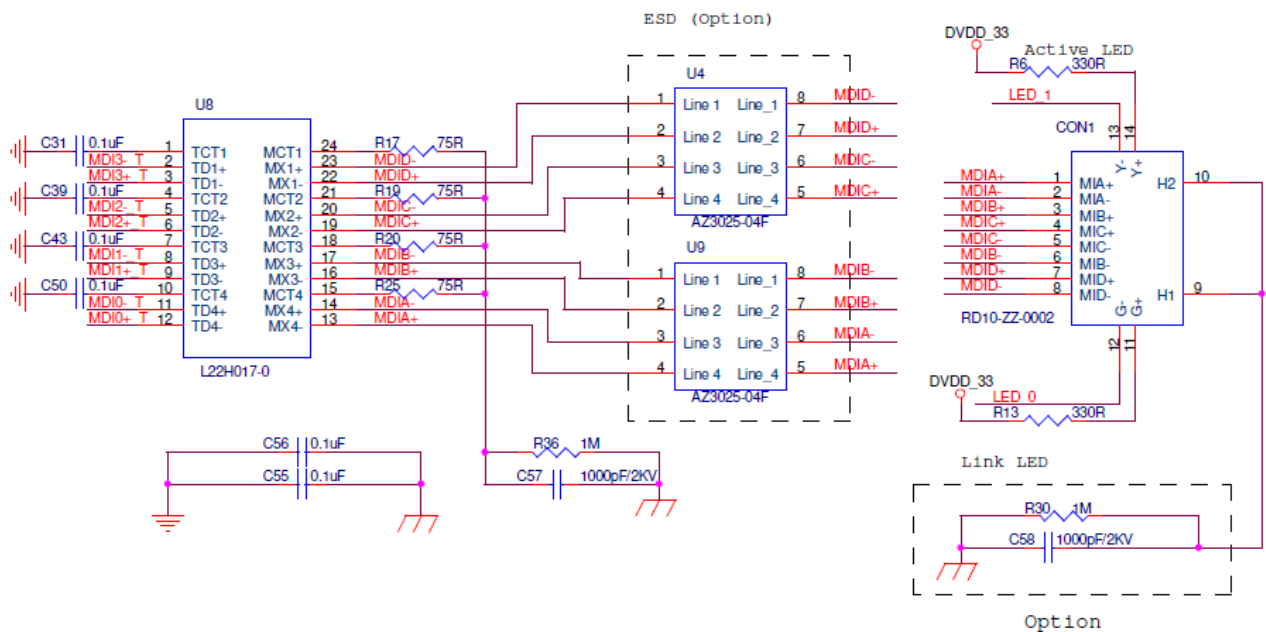 ESD (Option)
DVDD_33
Active LED
R6 330R
LED_1
CON1
13 14
Y- Y+
U4
1 Line 1 Line_1 8 MDID-
2 Line 2 Line_2 7 MDID+
3 Line 3 Line_3 6 MDIC-
4 Line 4 Line_4 5 MDIC+
AZ3025-04F
U8
C31 0.1uF 1 TCT1 MCT1 24 R17 75R
MDI3-_T 2 TD1+ MX1+ 23 MDID-
MDI3+_T 3 TD1- MX1- 22 MDID+
C39 0.1uF 4 TCT2 MCT2 21 R19 75R
MDI2-_T 5 TD2+ MX2+ 20 MDIC-
MDI2+_T 6 TD2- MX2- 19 MDIC+
C43 0.1uF 7 TCT3 MCT3 18 R20 75R
MDI1-_T 8 TD3+ MX3+ 17 MDIB-
MDI1+_T 9 TD3- MX3- 16 MDIB+
C50 0.1uF 10 TCT4 MCT4 15 R25 75R
MDI0-_T 11 TD4+ MX4+ 14 MDIA-
MDI0+_T 12 TD4- MX4- 13 MDIA+
L22H017-0
U9
1 Line 1 Line_1 8 MDIB-
2 Line 2 Line_2 7 MDIB+
3 Line 3 Line_3 6 MDIA-
4 Line 4 Line_4 5 MDIA+
AZ3025-04F
MDIA+ 1 MIA+ H2 10
MDIA- 2 MIA-
MDIB+ 3 MIB+
MDIC+ 4 MIC+
MDIC- 5 MIC-
MDIB- 6 MIB-
MDID+ 7 MID+
MDID- 8 MID- H1 9
G- G+
RD10-ZZ-0002
12 11
DVDD_33
LED_0
R13 330R
Link LED
C56 0.1uF
C55 0.1uF
R36 1M
C57 1000pF/2KV
R30 1M
C58 1000pF/2KV
Option